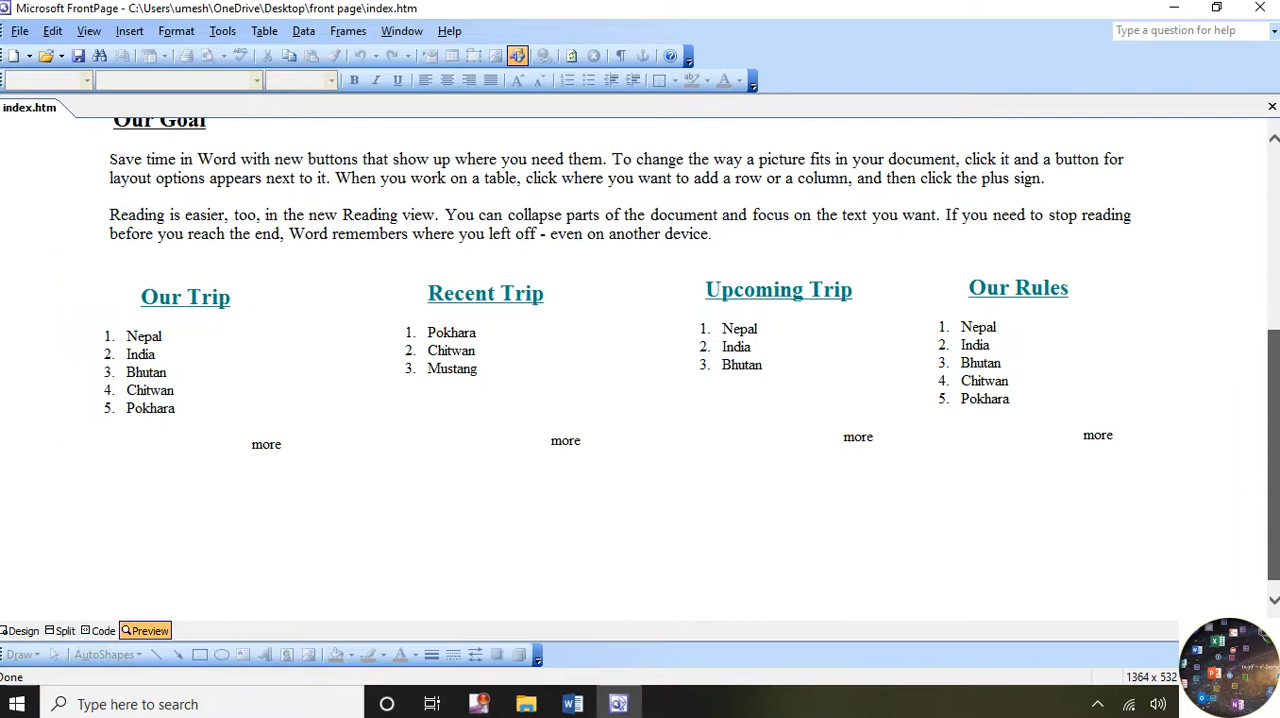 Microsoft FrontPage - C:\Users\umesh\OneDrive\Desktop\front page\index.htm
File Edit View Insert Format Tools Table Data Frames Window Help
Type a question for help
index.htm
Our Goal
Save time in Word with new buttons that show up where you need them. To change the way a picture fits in your document, click it and a button for
layout options appears next to it. When you work on a table, click where you want to add a row or a column, and then click the plus sign.
Reading is easier, too, in the new Reading view. You can collapse parts of the document and focus on the text you want. If you need to stop reading
before you reach the end, Word remembers where you left off - even on another device.
Our Trip
1. Nepal
2. India
3. Bhutan
4. Chitwan
5. Pokhara
more
Recent Trip
1. Pokhara
2. Chitwan
3. Mustang
more
Upcoming Trip
1. Nepal
2. India
3. Bhutan
more
Our Rules
1. Nepal
2. India
3. Bhutan
4. Chitwan
5. Pokhara
more
Design Split Code Preview
Draw AutoShapes
Done
1364 x 532
Type here to search